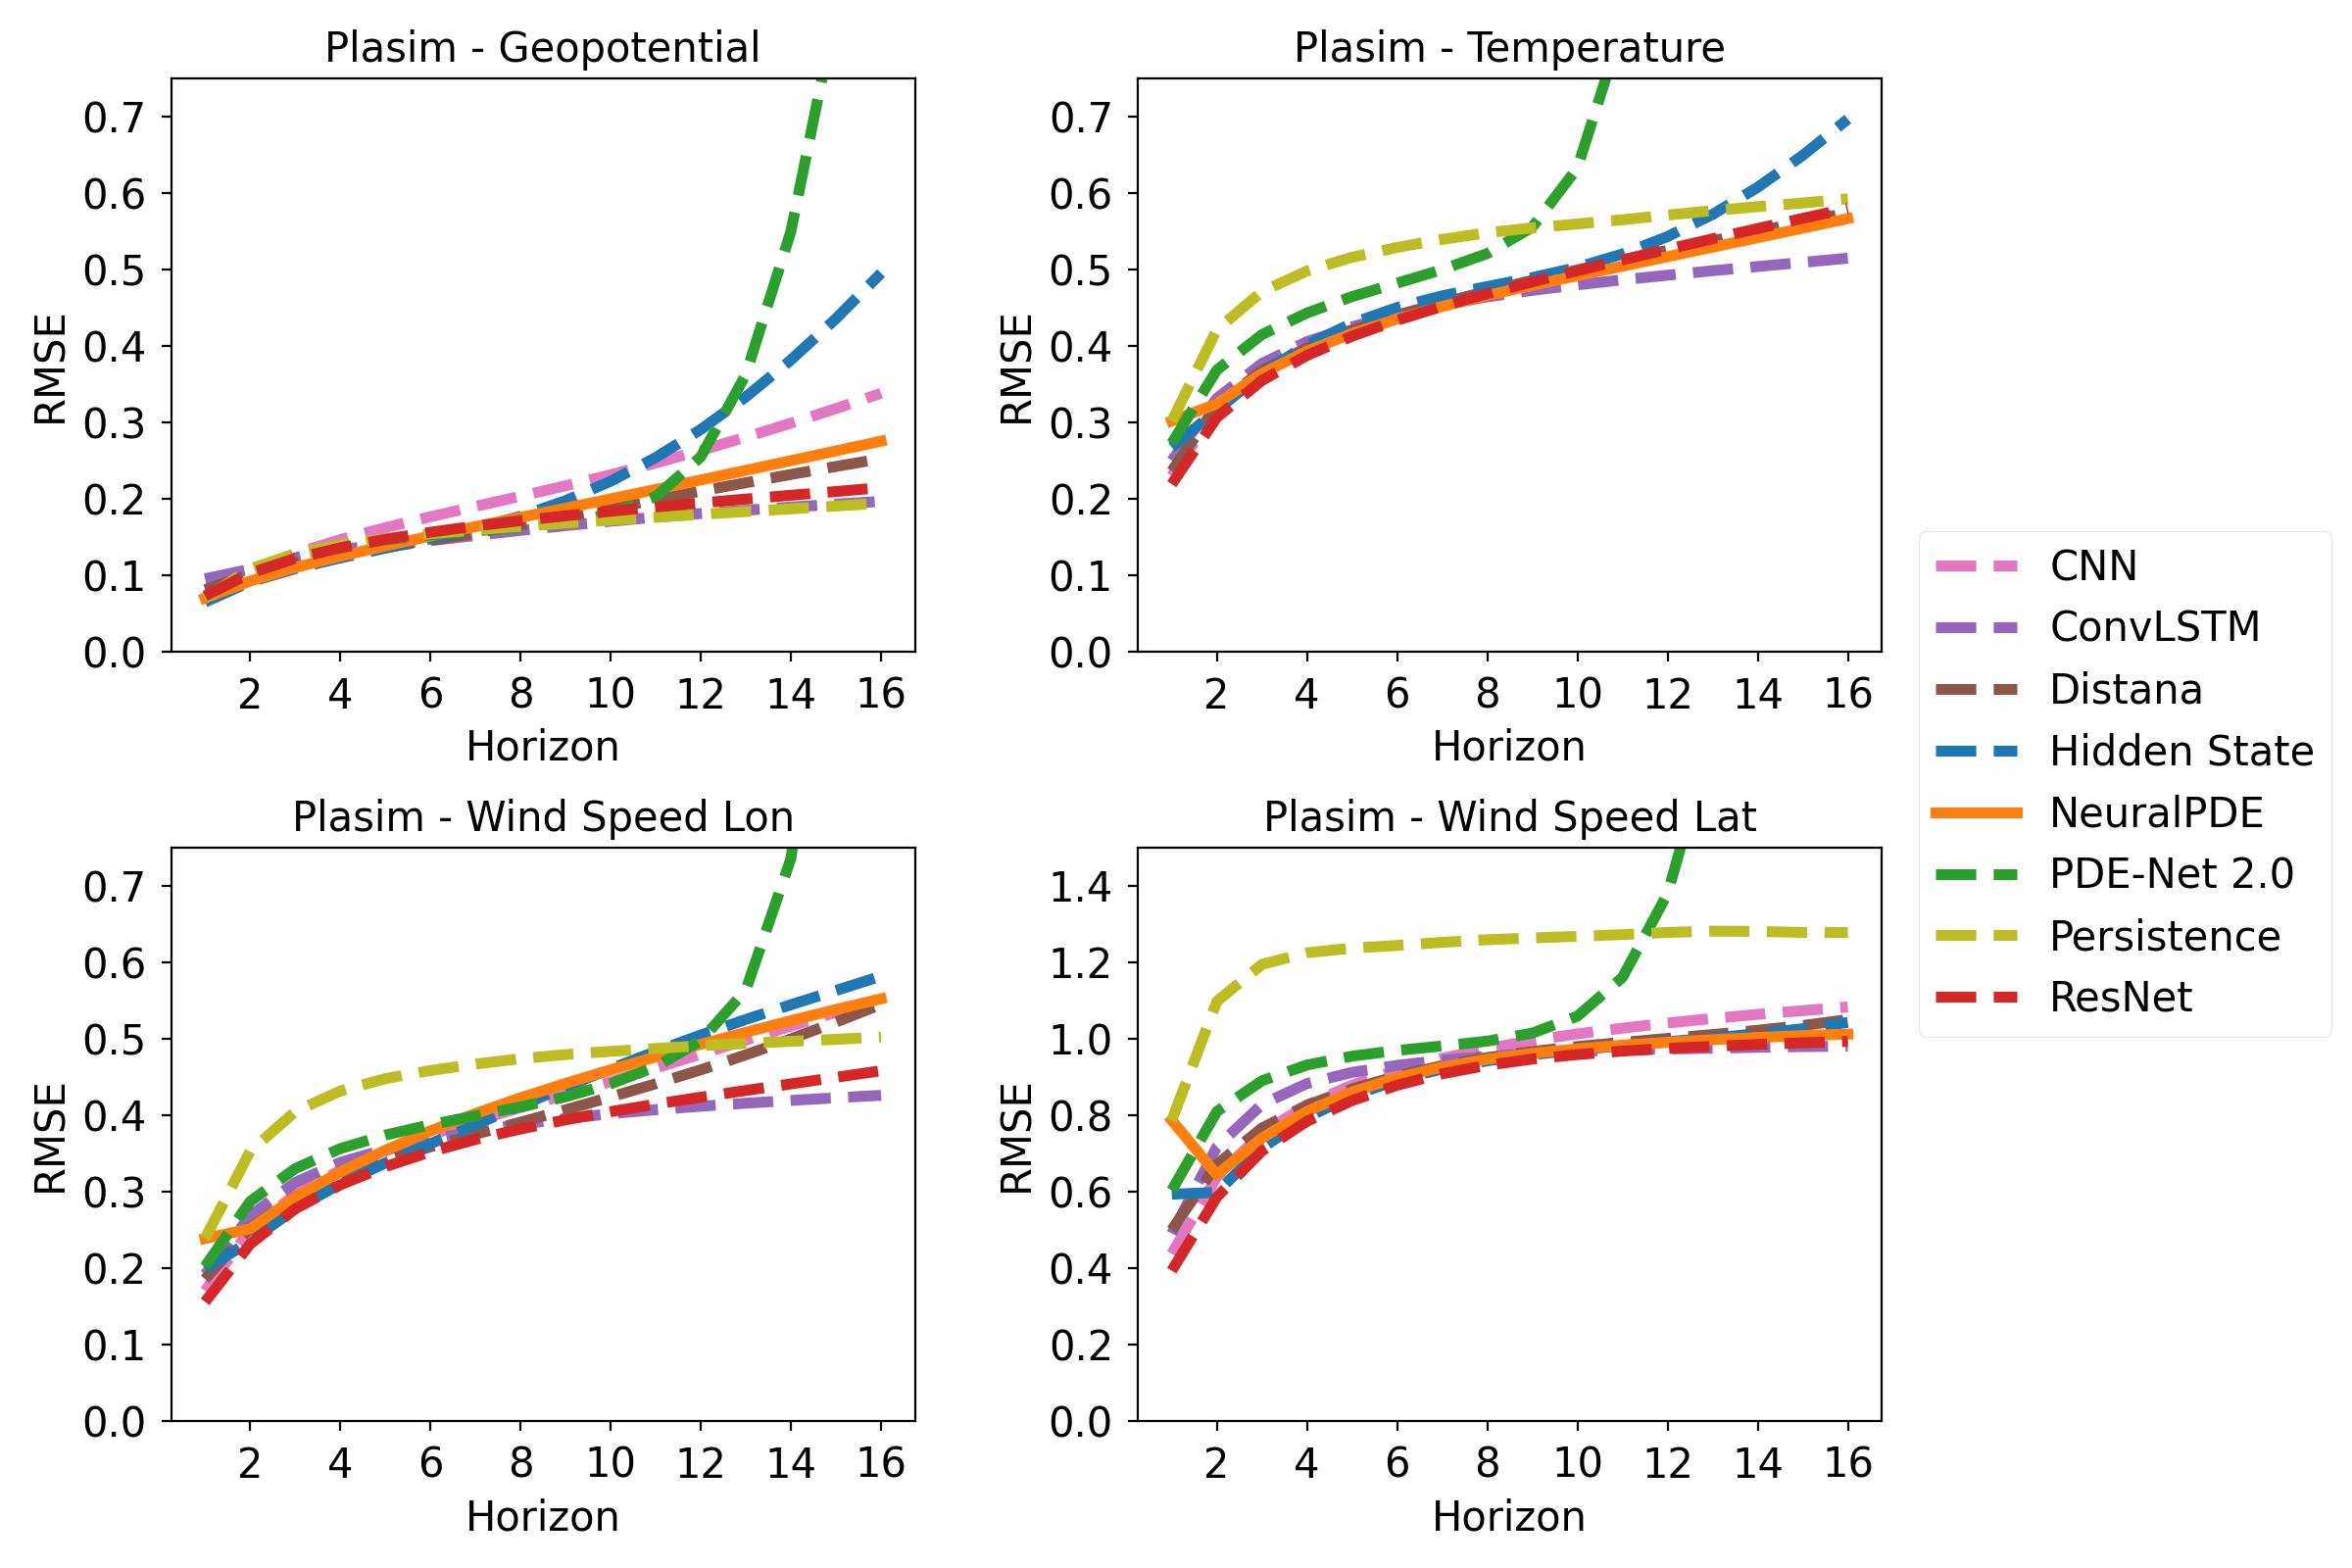 Plasim - Geopotential
0.7
0.6
0.5
0.4
0.3
0.2
0.1
0.0
RMSE
2 4 6 8 10 12 14 16
Horizon
Plasim - Temperature
0.7
0.6
0.5
0.4
0.3
0.2
0.1
0.0
RMSE
2 4 6 8 10 12 14 16
Horizon
Plasim - Wind Speed Lon
0.7
0.6
0.5
0.4
0.3
0.2
0.1
0.0
RMSE
2 4 6 8 10 12 14 16
Horizon
Plasim - Wind Speed Lat
1.4
1.2
1.0
0.8
0.6
0.4
0.2
0.0
RMSE
2 4 6 8 10 12 14 16
Horizon
CNN
ConvLSTM
Distana
Hidden State
NeuralPDE
PDE-Net 2.0
Persistence
ResNet